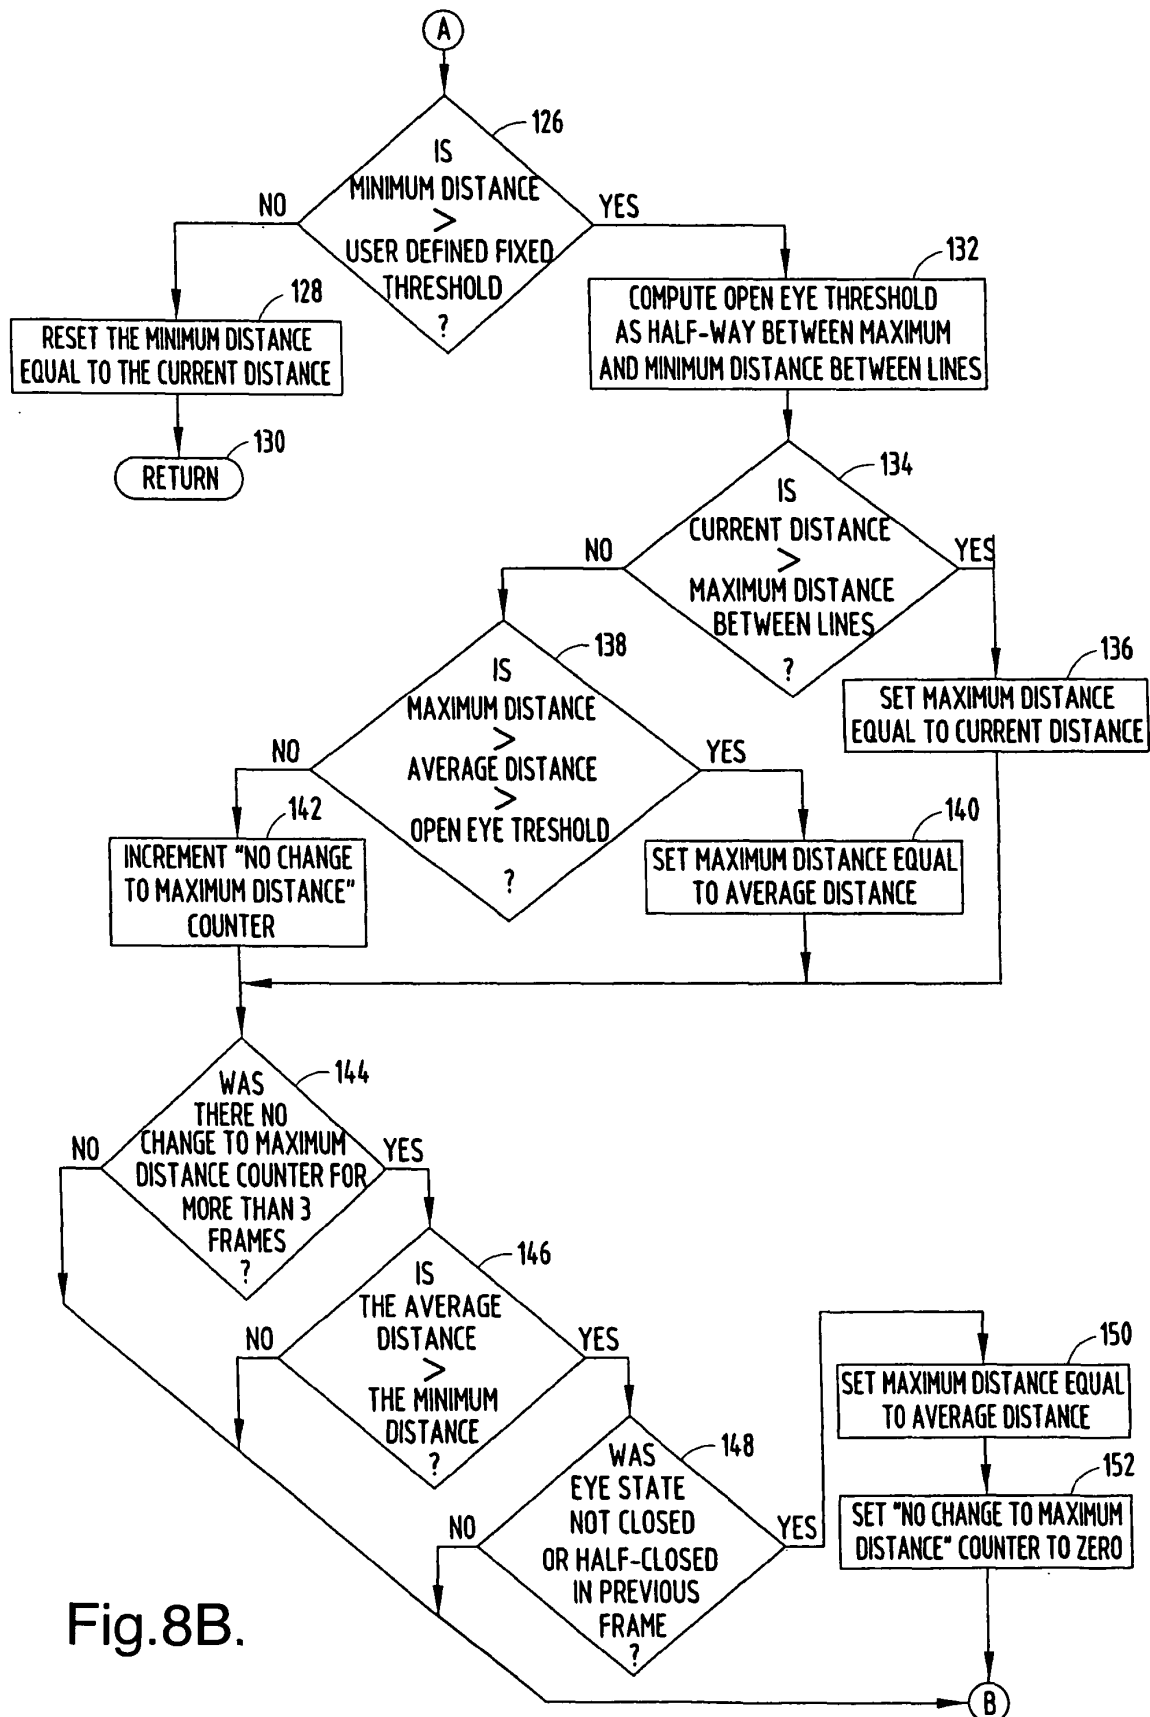 A
126
IS
MINIMUM DISTANCE
>
USER DEFINED FIXED
THRESHOLD
?
NO
YES
128
RESET THE MINIMUM DISTANCE
EQUAL TO THE CURRENT DISTANCE
130
RETURN
132
COMPUTE OPEN EYE THRESHOLD
AS HALF-WAY BETWEEN MAXIMUM
AND MINIMUM DISTANCE BETWEEN LINES
134
IS
CURRENT DISTANCE
>
MAXIMUM DISTANCE
BETWEEN LINES
?
NO
YES
136
SET MAXIMUM DISTANCE
EQUAL TO CURRENT DISTANCE
138
IS
MAXIMUM DISTANCE
>
AVERAGE DISTANCE
>
OPEN EYE TRESHOLD
?
NO
YES
140
SET MAXIMUM DISTANCE EQUAL
TO AVERAGE DISTANCE
142
INCREMENT "NO CHANGE
TO MAXIMUM DISTANCE"
COUNTER
144
WAS
THERE NO
CHANGE TO MAXIMUM
DISTANCE COUNTER FOR
MORE THAN 3
FRAMES
?
NO
YES
146
IS
THE AVERAGE
DISTANCE
>
THE MINIMUM
DISTANCE
?
NO
YES
148
WAS
EYE STATE
NOT CLOSED
OR HALF-CLOSED
IN PREVIOUS
FRAME
?
NO
YES
150
SET MAXIMUM DISTANCE EQUAL
TO AVERAGE DISTANCE
152
SET "NO CHANGE TO MAXIMUM
DISTANCE" COUNTER TO ZERO
B
Fig.8B.